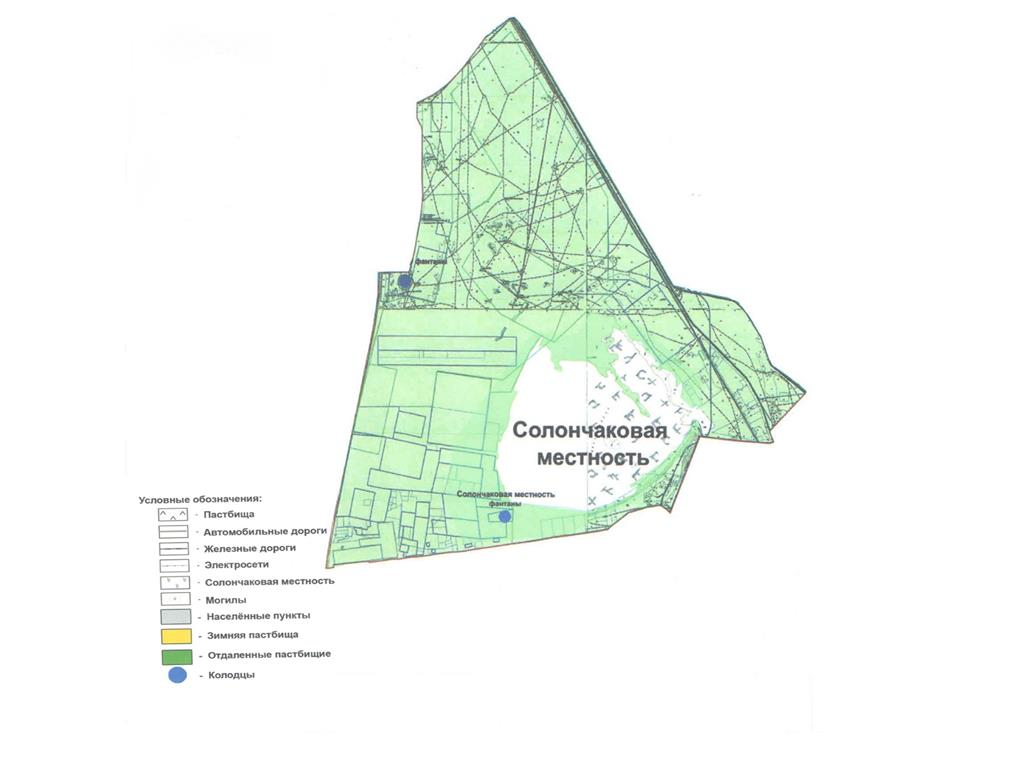 фантаны
Солончаковая
местность
Солончаковая местность
фантаны
Условные обозначения:
- Пастбища
- Автомобильные дороги
- Железные дороги
- Электросети
- Солончаковая местность
- Могилы
- Населённые пункты
- Зимняя пастбища
- Отдаленные пастбищие
- Колодцы